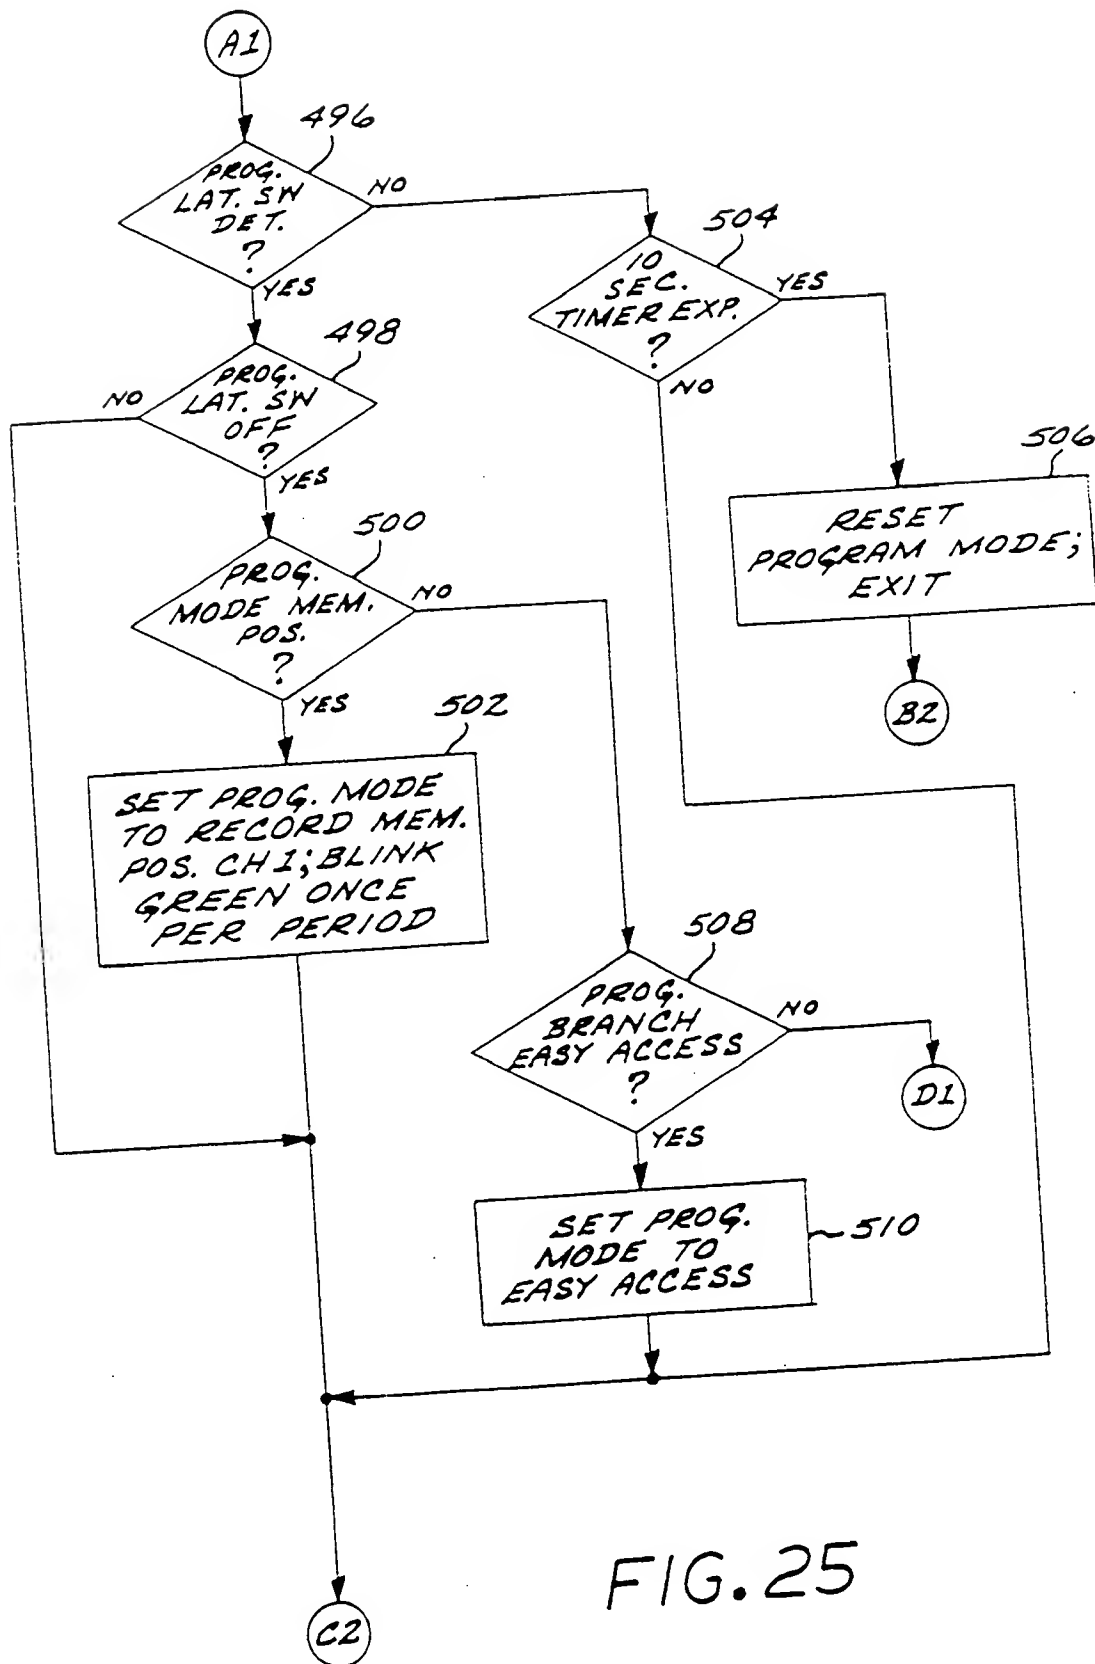 A1
496
PROG.
LAT. SW
DET.
?
NO
YES
504
10
SEC.
TIMER EXP.
?
YES
NO
498
PROG.
LAT. SW
OFF
?
NO
YES
506
RESET
PROGRAM MODE;
EXIT
B2
500
PROG.
MODE MEM.
POS.
?
NO
YES
502
SET PROG. MODE
TO RECORD MEM.
POS. CH1; BLINK
GREEN ONCE
PER PERIOD
508
PROG.
BRANCH
EASY ACCESS
?
NO
D1
YES
SET PROG.
MODE TO
EASY ACCESS
510
C2
FIG. 25